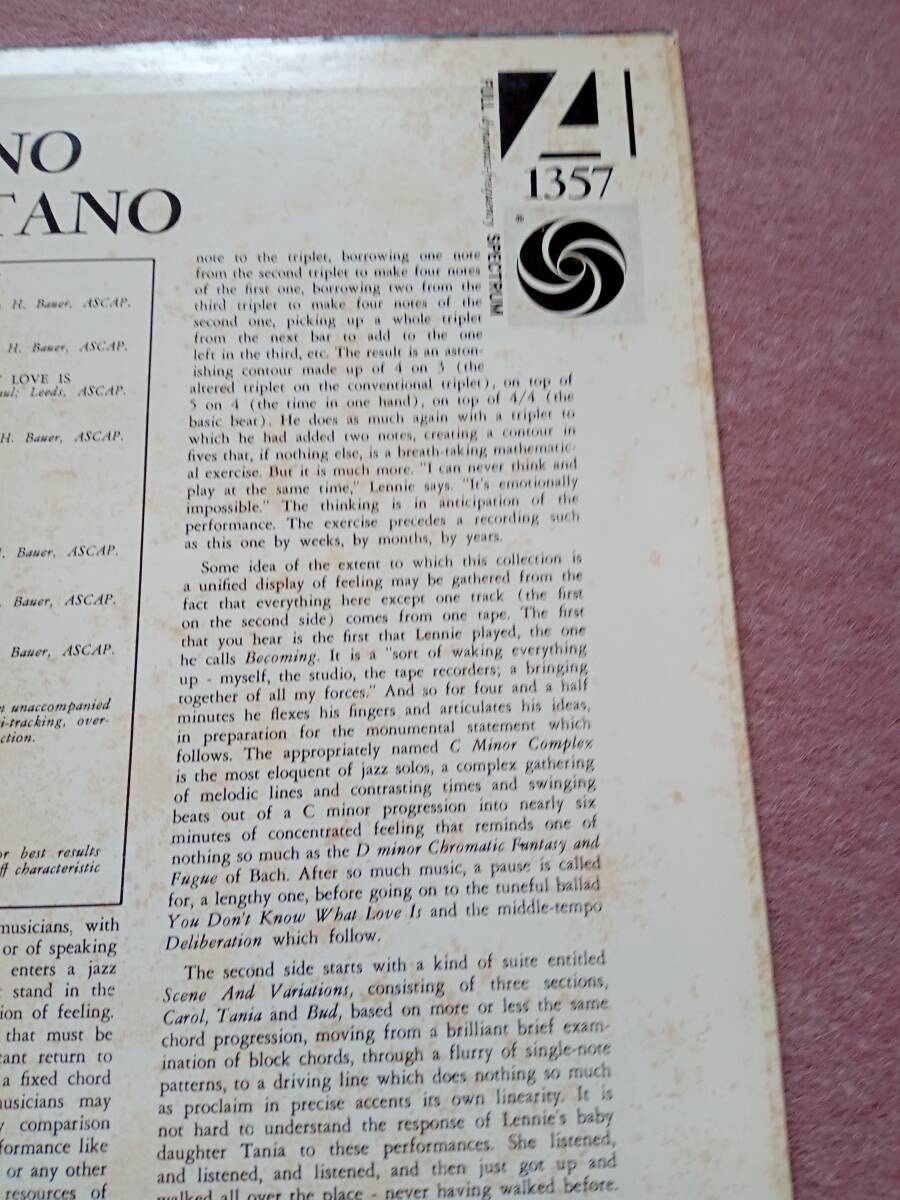 NO
TANO
1357
FULL dynamic-frequency SPECTRUM
®
H. Bauer, ASCAP.
H. Bauer, ASCAP.
LOVE IS
Leeds, ASCAP.
H. Bauer, ASCAP.
Bauer, ASCAP.
Bauer, ASCAP.
Bauer, ASCAP.
unaccompanied
i-tracking, over-
ction.
or best results
ff characteristic
musicians, with
or of speaking
enters a jazz
stand in the
ion of feeling.
that must be
tant return to
a fixed chord
musicians may
comparison
formance like
or any other
resources of
note to the triplet, borrowing one note
from the second triplet to make four notes
of the first one, borrowing two from the
third triplet to make four notes of the
second one, picking up a whole triplet
from the next bar to add to the one
left in the third, etc. The result is an aston-
ishing contour made up of 4 on 3 (the
altered triplet on the conventional triplet), on top of
5 on 4 (the time in one hand), on top of 4/4 (the
basic beat). He does as much again with a triplet to
which he had added two notes, creating a contour in
fives that, if nothing else, is a breath-taking mathematic-
al exercise. But it is much more. "I can never think and
play at the same time," Lennie says. "It's emotionally
impossible." The thinking is in anticipation of the
performance. The exercise precedes a recording such
as this one by weeks, by months, by years.
Some idea of the extent to which this collection is
a unified display of feeling may be gathered from the
fact that everything here except one track (the first
on the second side) comes from one tape. The first
that you hear is the first that Lennie played, the one
he calls Becoming. It is a "sort of waking everything
up - myself, the studio, the tape recorders; a bringing
together of all my forces." And so for four and a half
minutes he flexes his fingers and articulates his ideas,
in preparation for the monumental statement which
follows. The appropriately named C Minor Complex
is the most eloquent of jazz solos, a complex gathering
of melodic lines and contrasting times and swinging
beats out of a C minor progression into nearly six
minutes of concentrated feeling that reminds one of
nothing so much as the D minor Chromatic Funtasy and
Fugue of Bach. After so much music, a pause is called
for, a lengthy one, before going on to the tuneful ballad
You Don't Know What Love Is and the middle-tempo
Deliberation which follow.
The second side starts with a kind of suite entitled
Scene And Variations, consisting of three sections,
Carol, Tania and Bud, based on more or less the same
chord progression, moving from a brilliant brief exam-
ination of block chords, through a flurry of single-note
patterns, to a driving line which does nothing so much
as proclaim in precise accents its own linearity. It is
not hard to understand the response of Lennie's baby
daughter Tania to these performances. She listened,
and listened, and listened, and then just got up and
walked all over the place - never having walked before.